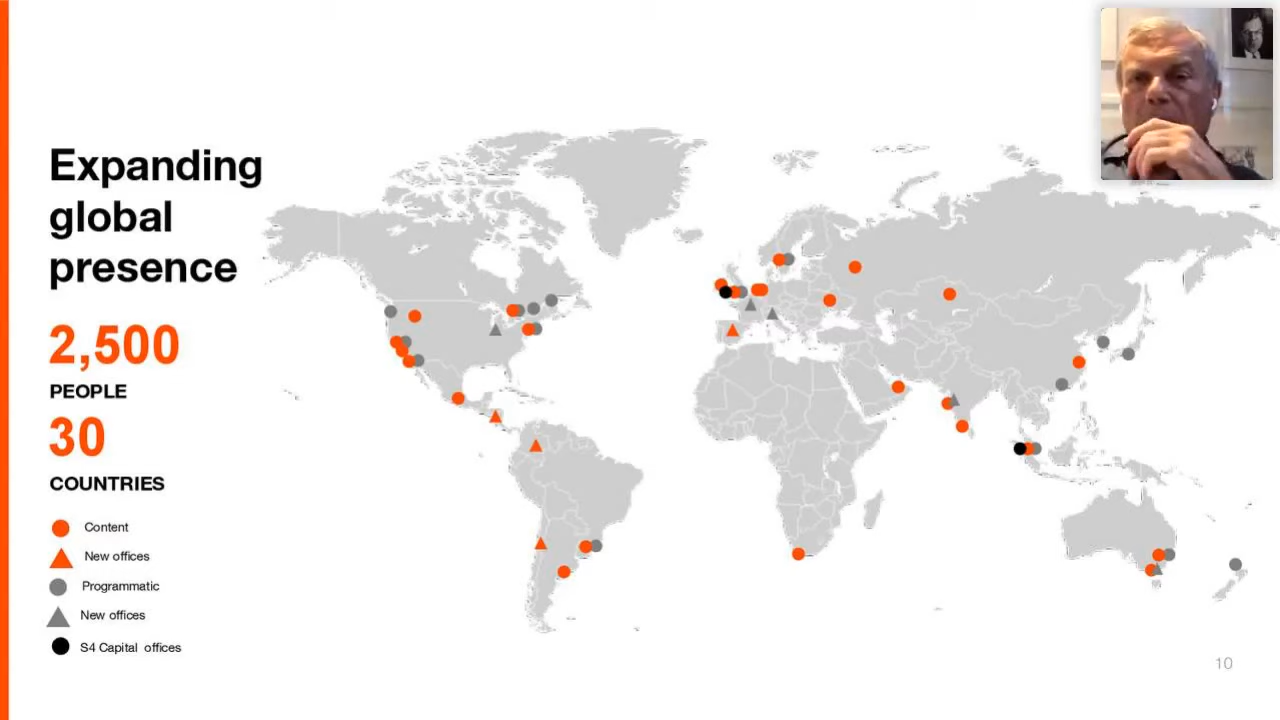 Expanding
global
presence
2,500
PEOPLE
30
COUNTRIES
Content
New offices
Programmatic
New offices
S4 Capital offices
10